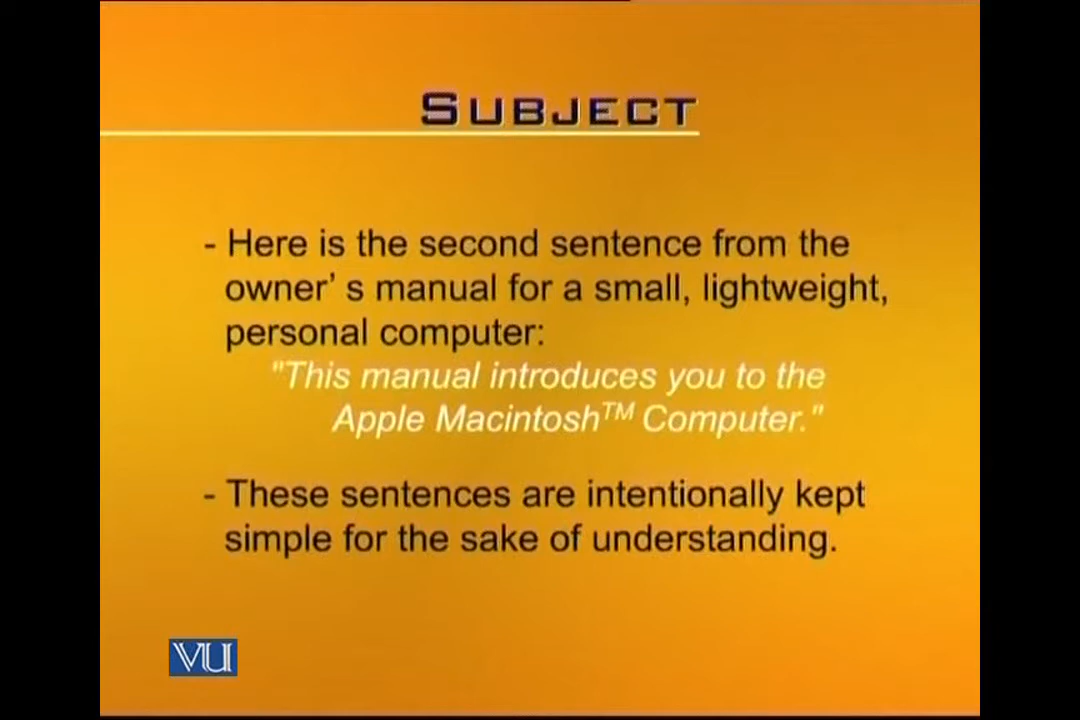 SUBJECT
- Here is the second sentence from the
owner’ s manual for a small, lightweight,
personal computer:
"This manual introduces you to the
Apple Macintosh™ Computer."
- These sentences are intentionally kept
simple for the sake of understanding.
VU